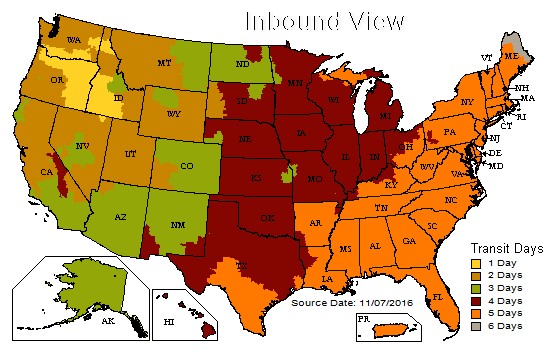 Inbound View
WA
MT
ND
MN
ME
VT
OR
ID
SD
WI
MI
NY
NH
MA
WY
RI
CT
NE
IA
PA
NV
UT
CO
IL
IN
OH
NJ
DE
MD
CA
KS
MO
WV
VA
KY
AZ
NM
OK
AR
TN
NC
SC
TX
MS
AL
GA
LA
FL
AK
HI
PR
Source Date: 11/07/2016
Transit Days
1 Day
2 Days
3 Days
4 Days
5 Days
6 Days